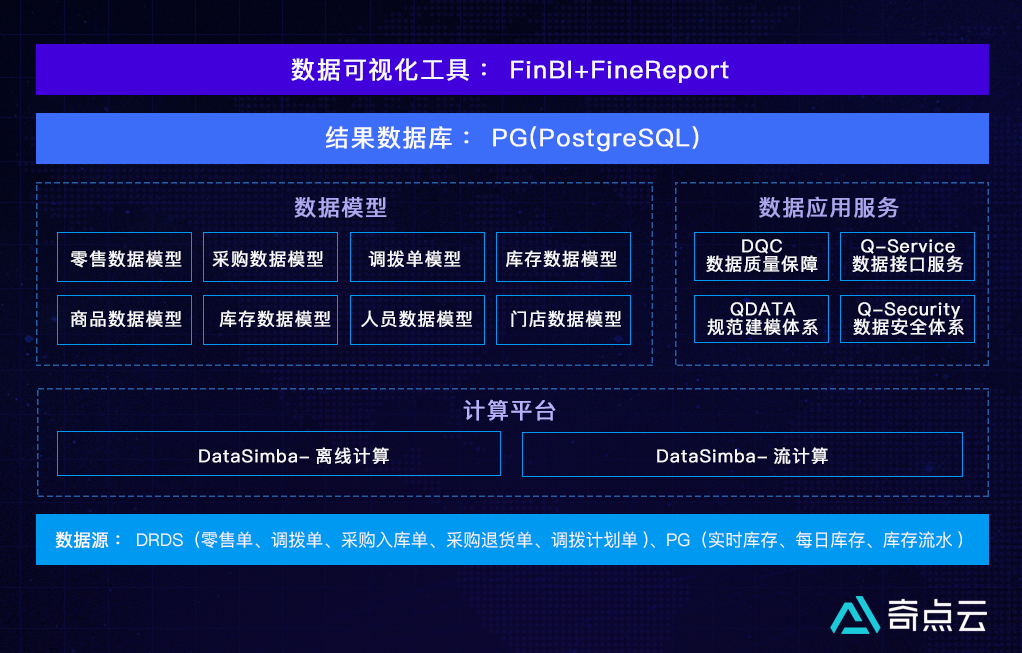 数据可视化工具： FinBI+FineReport
结果数据库： PG(PostgreSQL)
数据模型
零售数据模型
采购数据模型
调拨单模型
库存数据模型
商品数据模型
库存数据模型
人员数据模型
门店数据模型
数据应用服务
DQC
数据质量保障
Q-Service
数据接口服务
QDATA
规范建模体系
Q-Security
数据安全体系
计算平台
DataSimba- 离线计算
DataSimba- 流计算
数据源： DRDS（零售单、调拨单、采购入库单、采购退货单、调拨计划单）、PG（实时库存、每日库存、库存流水）
奇点云